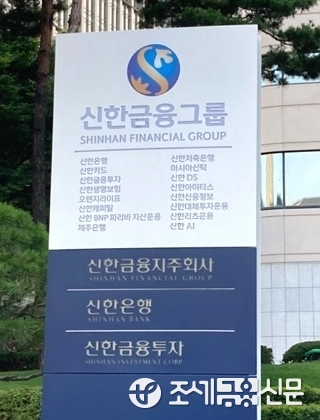 신한금융그룹
SHINHAN FINANCIAL GROUP
신한은행
신한카드
신한금융투자
신한생명보험
오렌지라이프
신한캐피탈
신한 BNP 파리바 자산운용
제주은행
신한저축은행
아시아신탁
신한 DS
신한아이타스
신한신용정보
신한대체투자운용
신한리츠운용
신한 AI
신한금융지주회사
SHINHAN FINANCIAL GROUP
신한은행
SHINHAN BANK
신한금융투자
SHINHAN INVESTMENT CORP.
조세금융신문